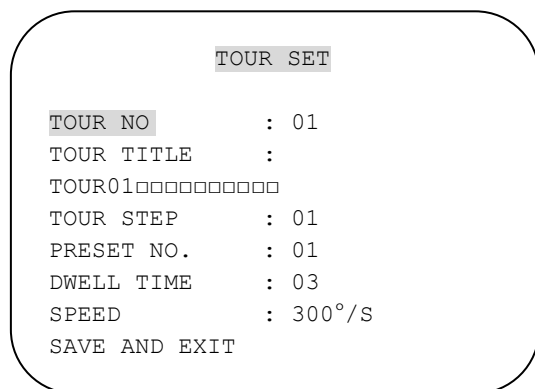 TOUR SET
TOUR NO : 01
TOUR TITLE :
TOUR01□□□□□□□□□□
TOUR STEP : 01
PRESET NO. : 01
DWELL TIME : 03
SPEED : 300°/S
SAVE AND EXIT